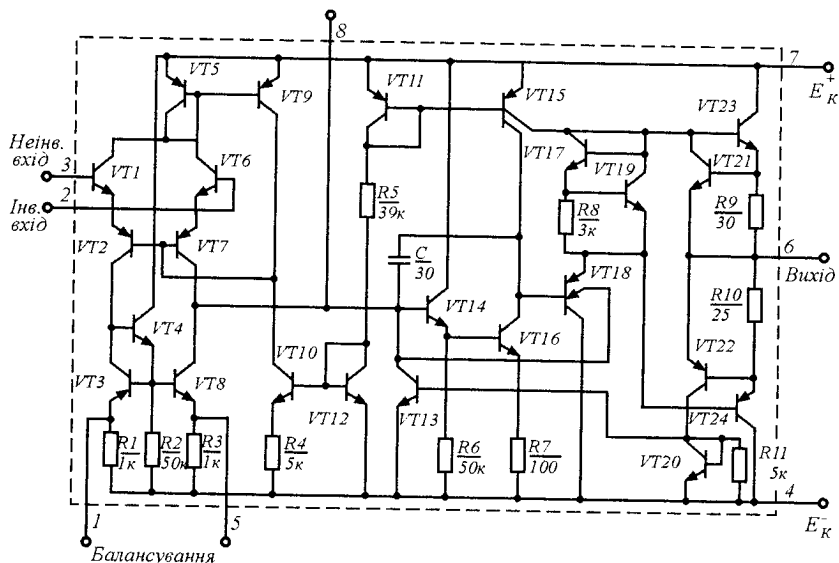 8
VT5
VT11
VT15
7
E⁺К
VT9
VT23
Неінв.
вхід
3
VT1
VT6
VT17
VT19
VT21
2
Інв.
вхід
R5
39к
R8
3к
R9
30
VT2
VT7
C
30
VT18
6
Вихід
VT14
R10
25
VT4
VT16
VT10
VT22
VT3
VT8
VT12
VT13
VT24
R1
1к
R2
50к
R3
1к
R4
5к
R6
50к
R7
100
VT20
R11
5к
4
E⁻К
1
5
Балансування